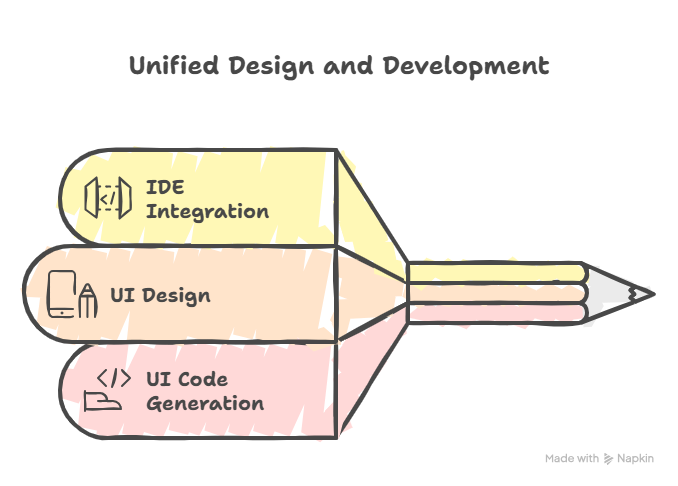 Unified Design and Development
</>
IDE
Integration
UI Design
</>
UI Code
Generation
Made with Napkin